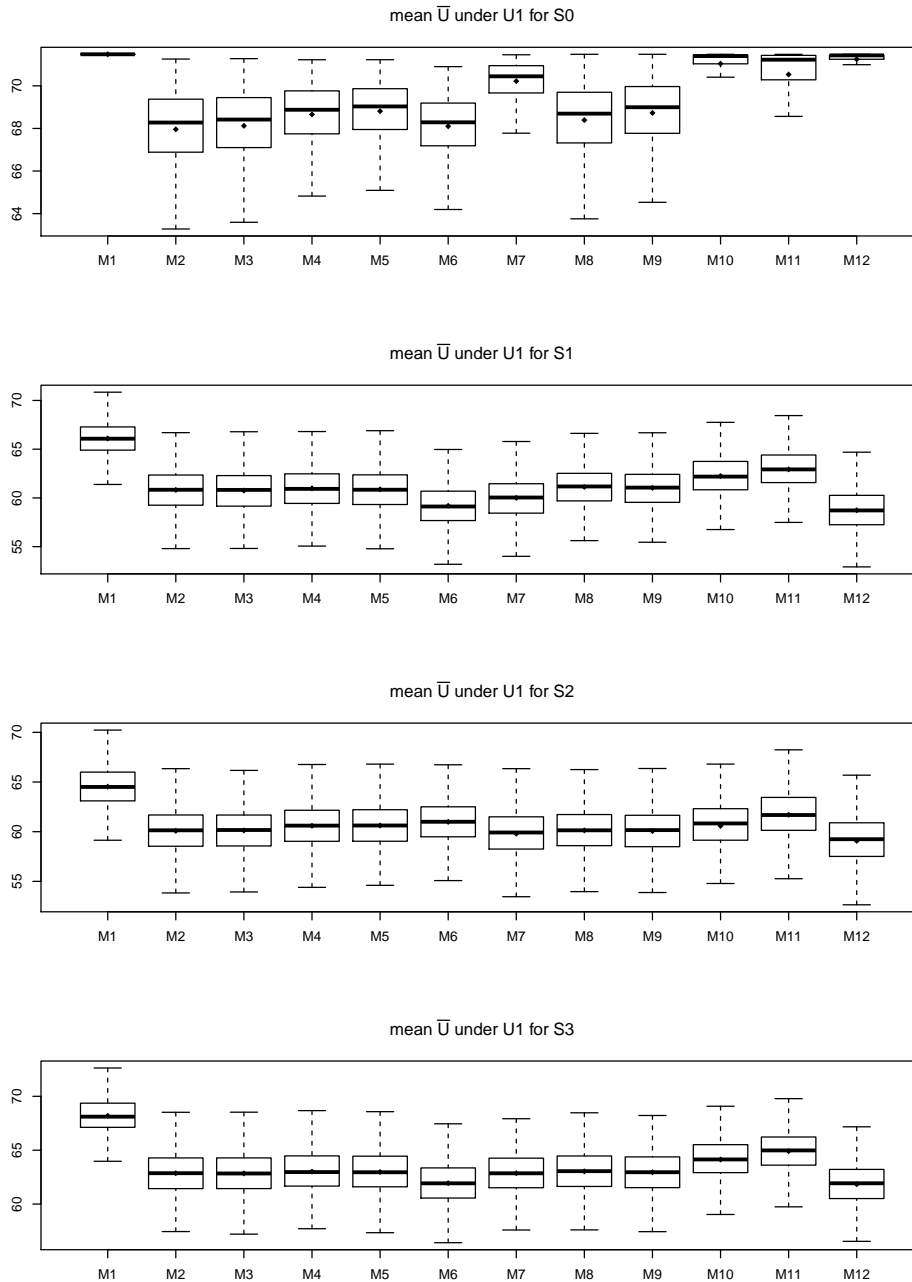 mean U̅ under U1 for S0
70
68
66
64
M1 M2 M3 M4 M5 M6 M7 M8 M9 M10 M11 M12
mean U̅ under U1 for S1
70
65
60
55
M1 M2 M3 M4 M5 M6 M7 M8 M9 M10 M11 M12
mean U̅ under U1 for S2
70
65
60
55
M1 M2 M3 M4 M5 M6 M7 M8 M9 M10 M11 M12
mean U̅ under U1 for S3
70
65
60
M1 M2 M3 M4 M5 M6 M7 M8 M9 M10 M11 M12